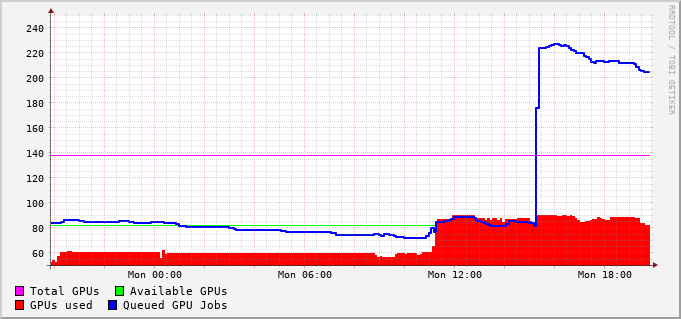 240
220
200
180
160
140
120
100
80
60
Mon 00:00 Mon 06:00 Mon 12:00 Mon 18:00
Total GPUs Available GPUs
GPUs used Queued GPU Jobs
RRDTOOL / TOBI OETIKER